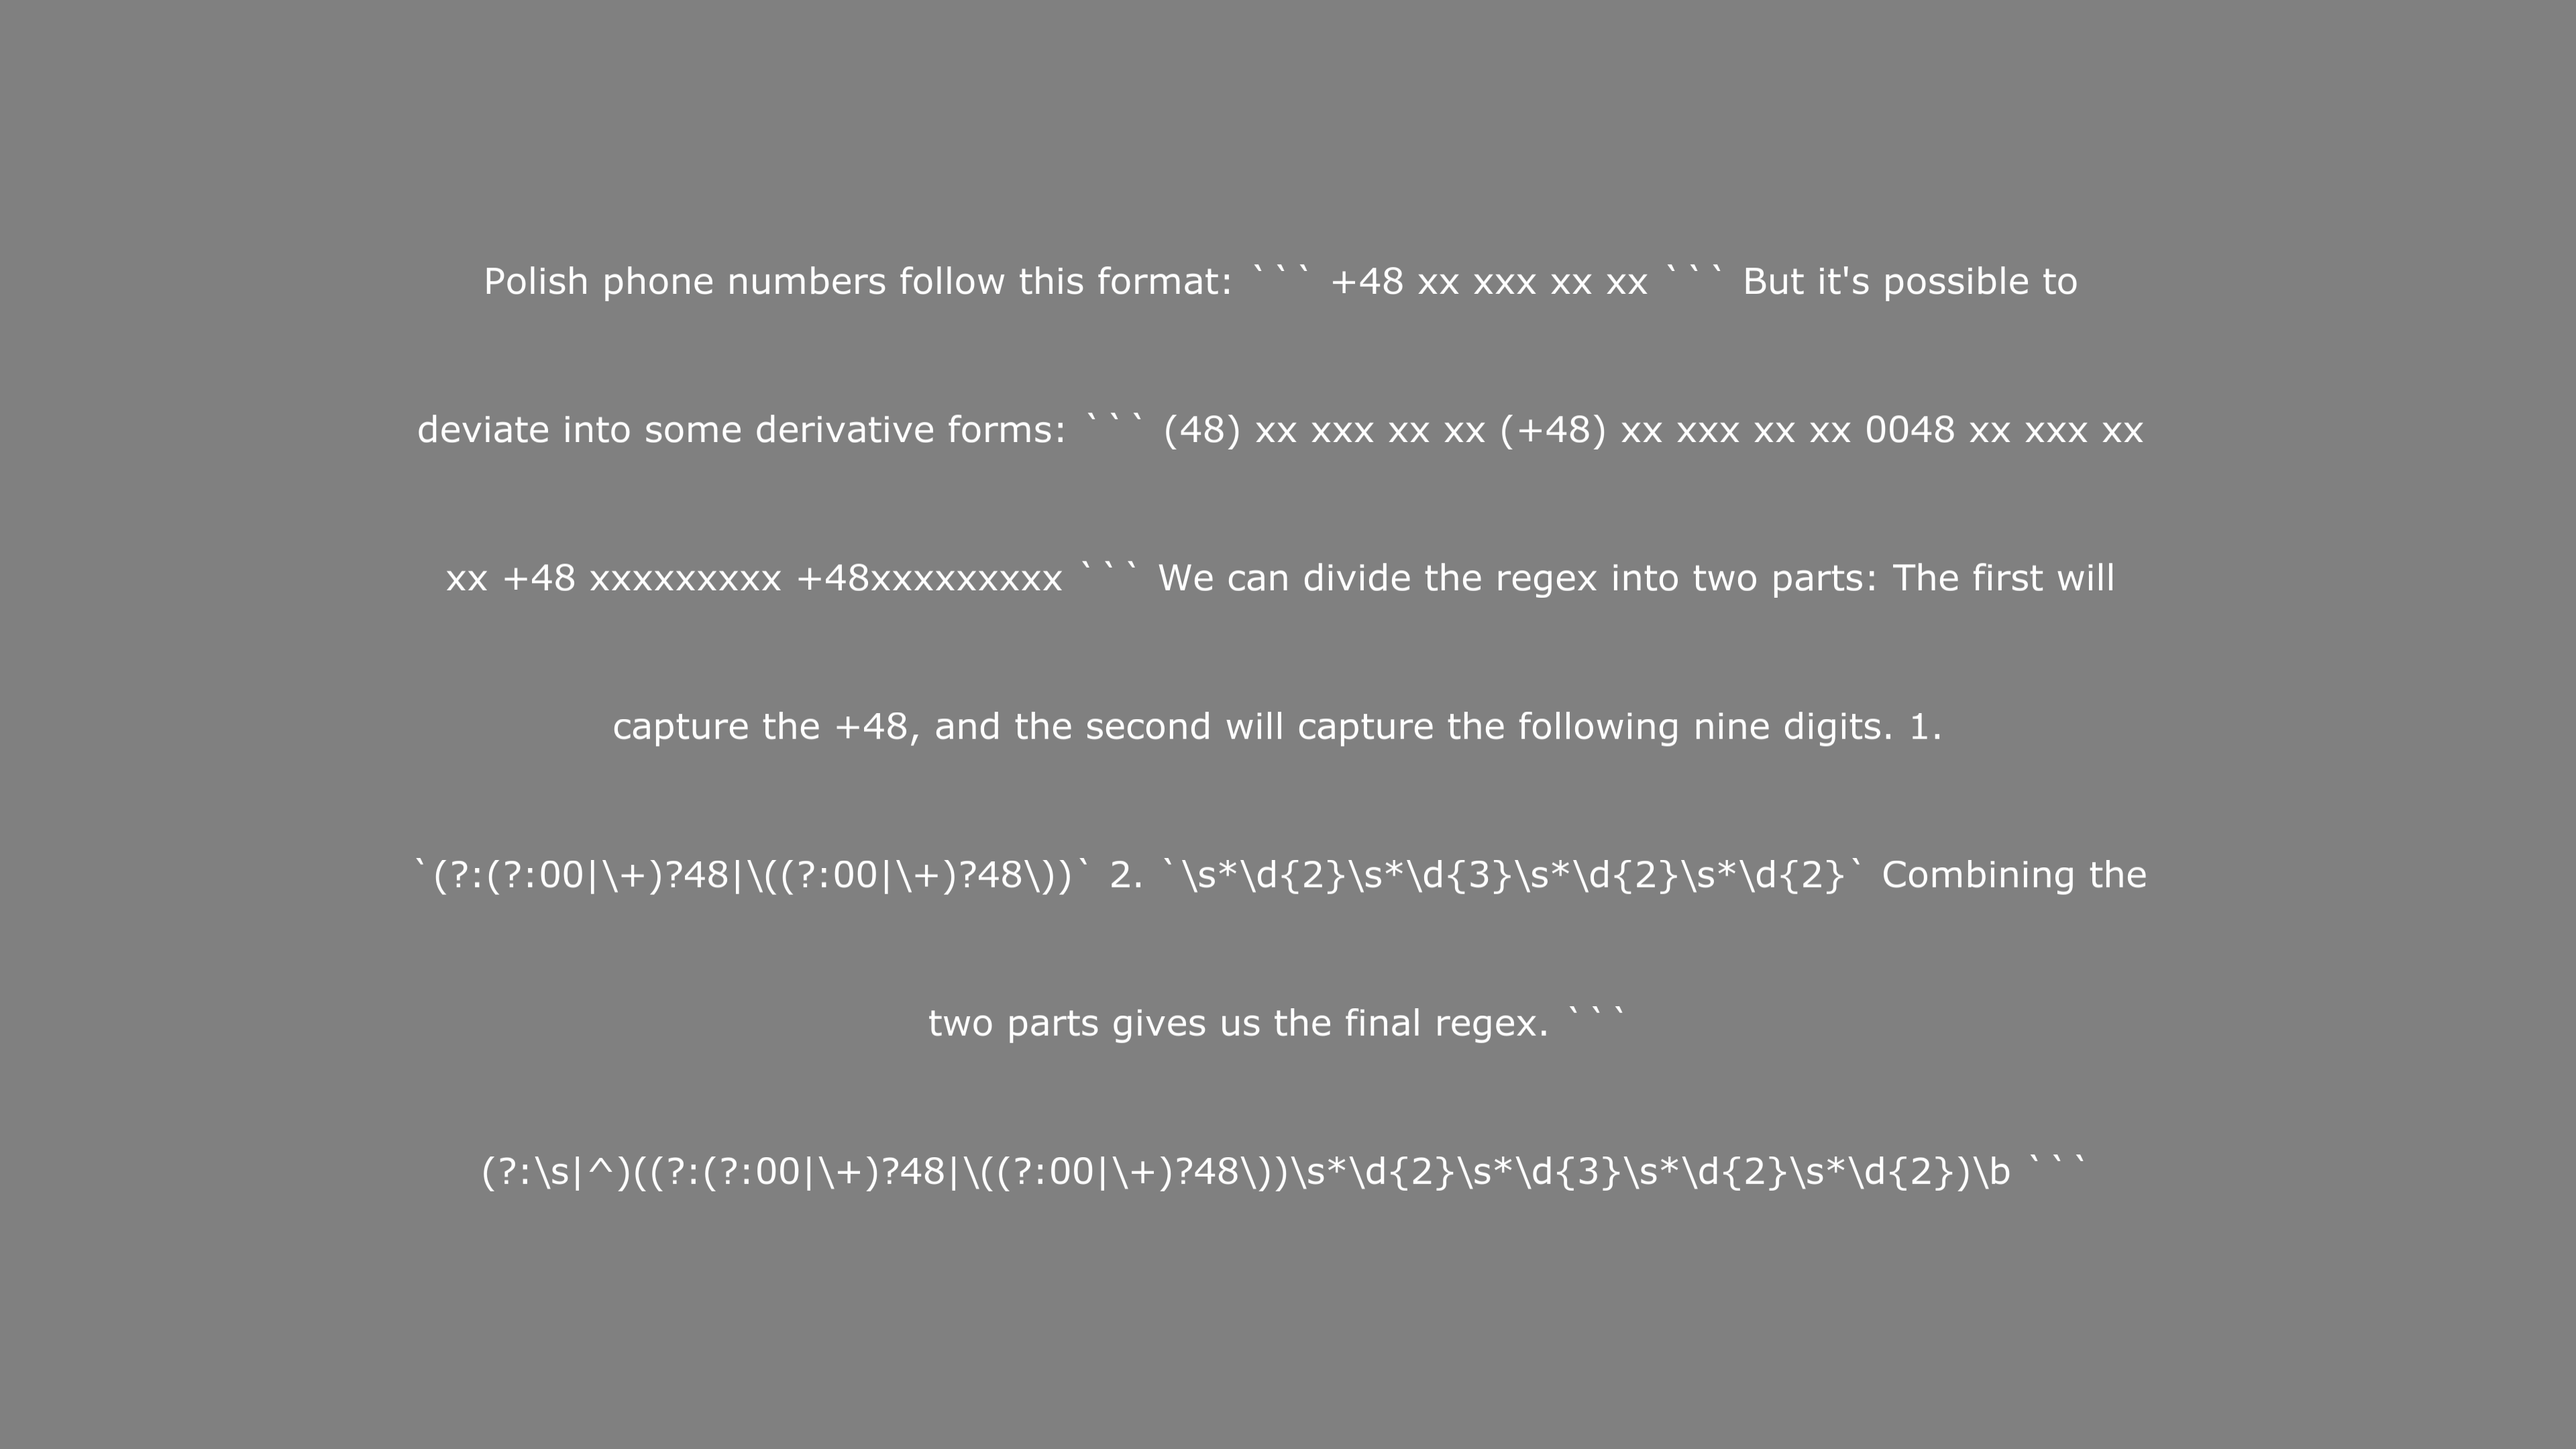 Polish phone numbers follow this format: ``` +48 xx xxx xx xx ``` But it's possible to
deviate into some derivative forms: ``` (48) xx xxx xx xx (+48) xx xxx xx xx 0048 xx xxx xx
xx +48 xxxxxxxxx +48xxxxxxxxx ``` We can divide the regex into two parts: The first will
capture the +48, and the second will capture the following nine digits. 1.
`(?:(?:00|\+)?48|\((?:00|\+)?48\))` 2. `\s*\d{2}\s*\d{3}\s*\d{2}\s*\d{2}` Combining the
two parts gives us the final regex. ```
(?:\s|^)((?:(?:00|\+)?48|\((?:00|\+)?48\))\s*\d{2}\s*\d{3}\s*\d{2}\s*\d{2})\b ```